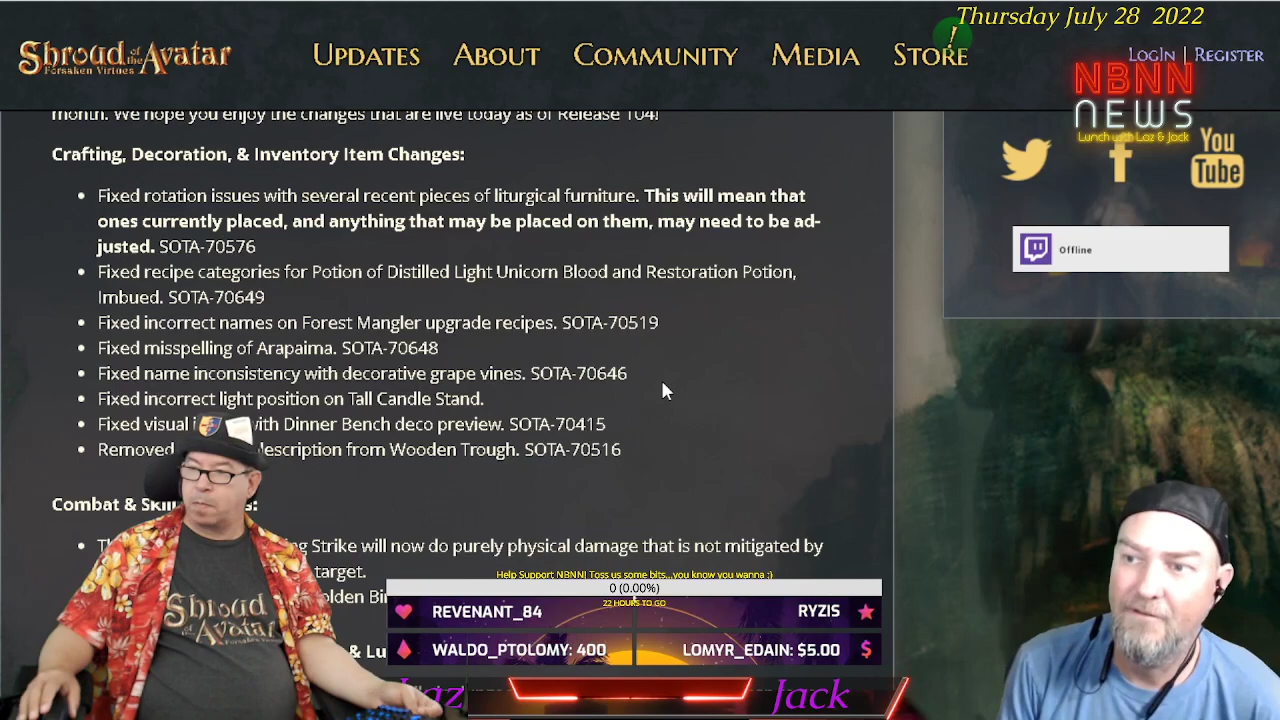 Thursday July 28 2022
Shroud of the Avatar
Forsaken Virtues
Updates About Community Media Store
!
LogIn | Register
NBNN
NEWS
Lunch with Laz & Jack
month. We hope you enjoy the changes that are live today as of Release 104!
Crafting, Decoration, & Inventory Item Changes:
• Fixed rotation issues with several recent pieces of liturgical furniture. This will mean that
ones currently placed, and anything that may be placed on them, may need to be ad-
justed. SOTA-70576
• Fixed recipe categories for Potion of Distilled Light Unicorn Blood and Restoration Potion,
Imbued. SOTA-70649
• Fixed incorrect names on Forest Mangler upgrade recipes. SOTA-70519
• Fixed misspelling of Arapaima. SOTA-70648
• Fixed name inconsistency with decorative grape vines. SOTA-70646
• Fixed incorrect light position on Tall Candle Stand.
• Fixed visual with Dinner Bench deco preview. SOTA-70415
• Removed description from Wooden Trough. SOTA-70516
You
Tube
Offline
Combat &
Strike will now do purely physical damage that is not mitigated by
target.
Shroud
of the Avatar
Help Support NBNN! Toss us some bits...you know you wanna :)
0 (0.00%)
22 HOURS TO GO
REVENANT_84 RYZIS
WALDO_PTOLOMY: 400 LOMYR_EDAIN: $5.00 $
Laz Jack